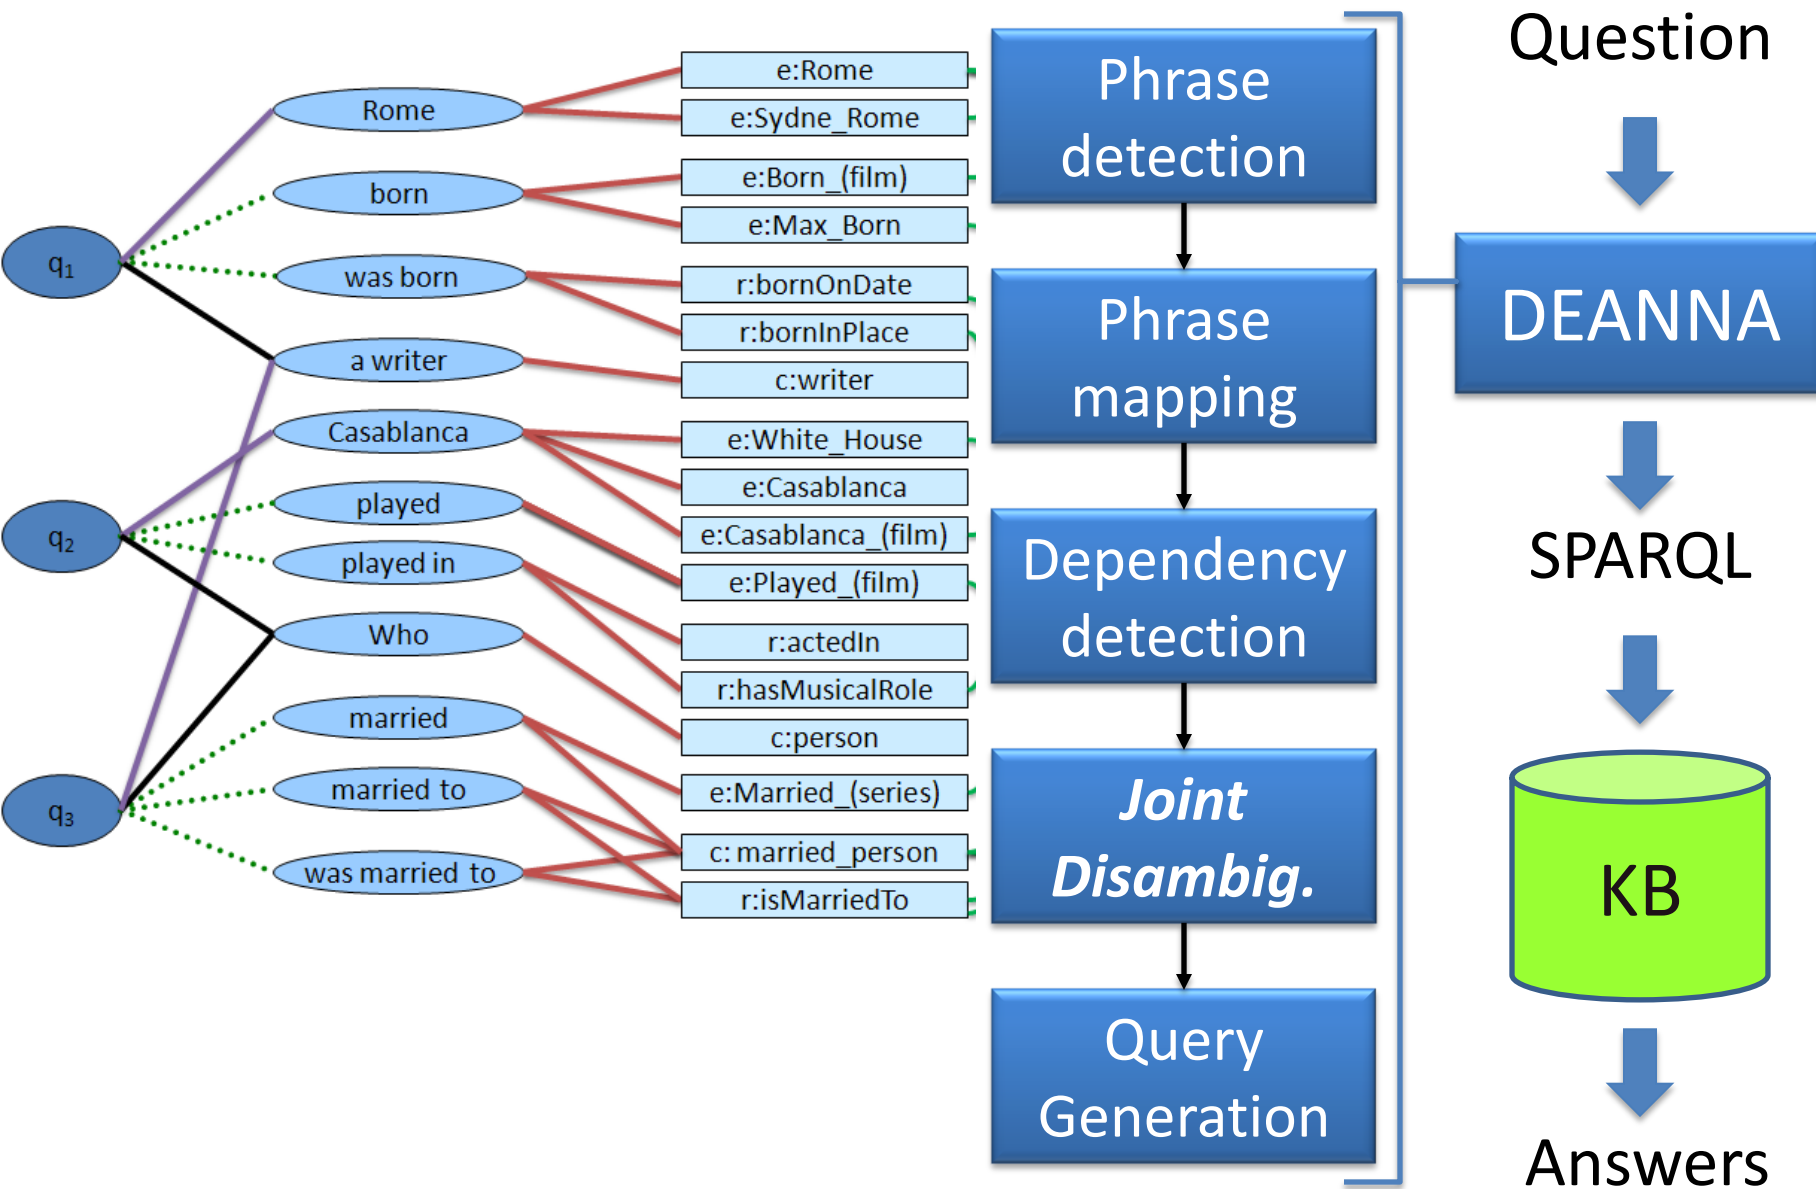 q1
q2
q3
Rome
born
was born
a writer
Casablanca
played
played in
Who
married
married to
was married to
e:Rome
e:Sydne_Rome
e:Born_(film)
e:Max_Born
r:bornOnDate
r:bornInPlace
c:writer
e:White_House
e:Casablanca
e:Casablanca_(film)
e:Played_(film)
r:actedIn
r:hasMusicalRole
c:person
e:Married_(series)
c: married_person
r:isMarriedTo
Phrase
detection
Phrase
mapping
Dependency
detection
Joint
Disambig.
Query
Generation
Question
DEANNA
SPARQL
KB
Answers